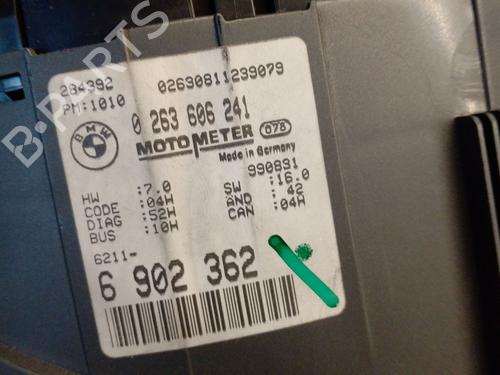 284392 02630811239079
PM:1010
BMW 0 263 606 241
MOTOMETER 078
Made in Germany
990831
HW :7.0 SW :16.0
CODE :04H AND :42
DIAG :52H CAN :04H
BUS :10H
6211-
6 902 362
B-PARTS